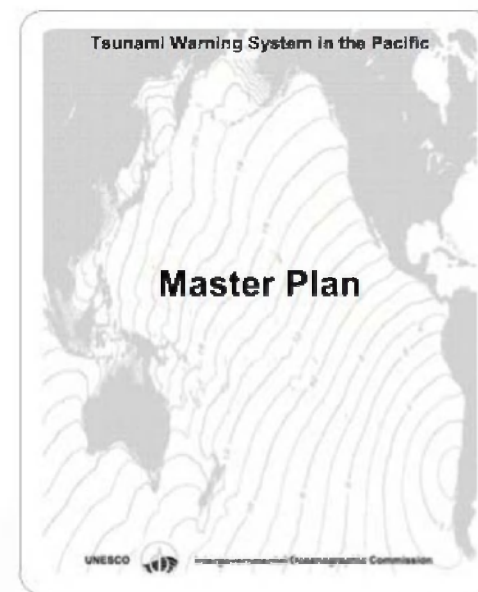 Tsunami Warning System in the Pacific
Master Plan
UNESCO Intergovernmental Oceanographic Commission